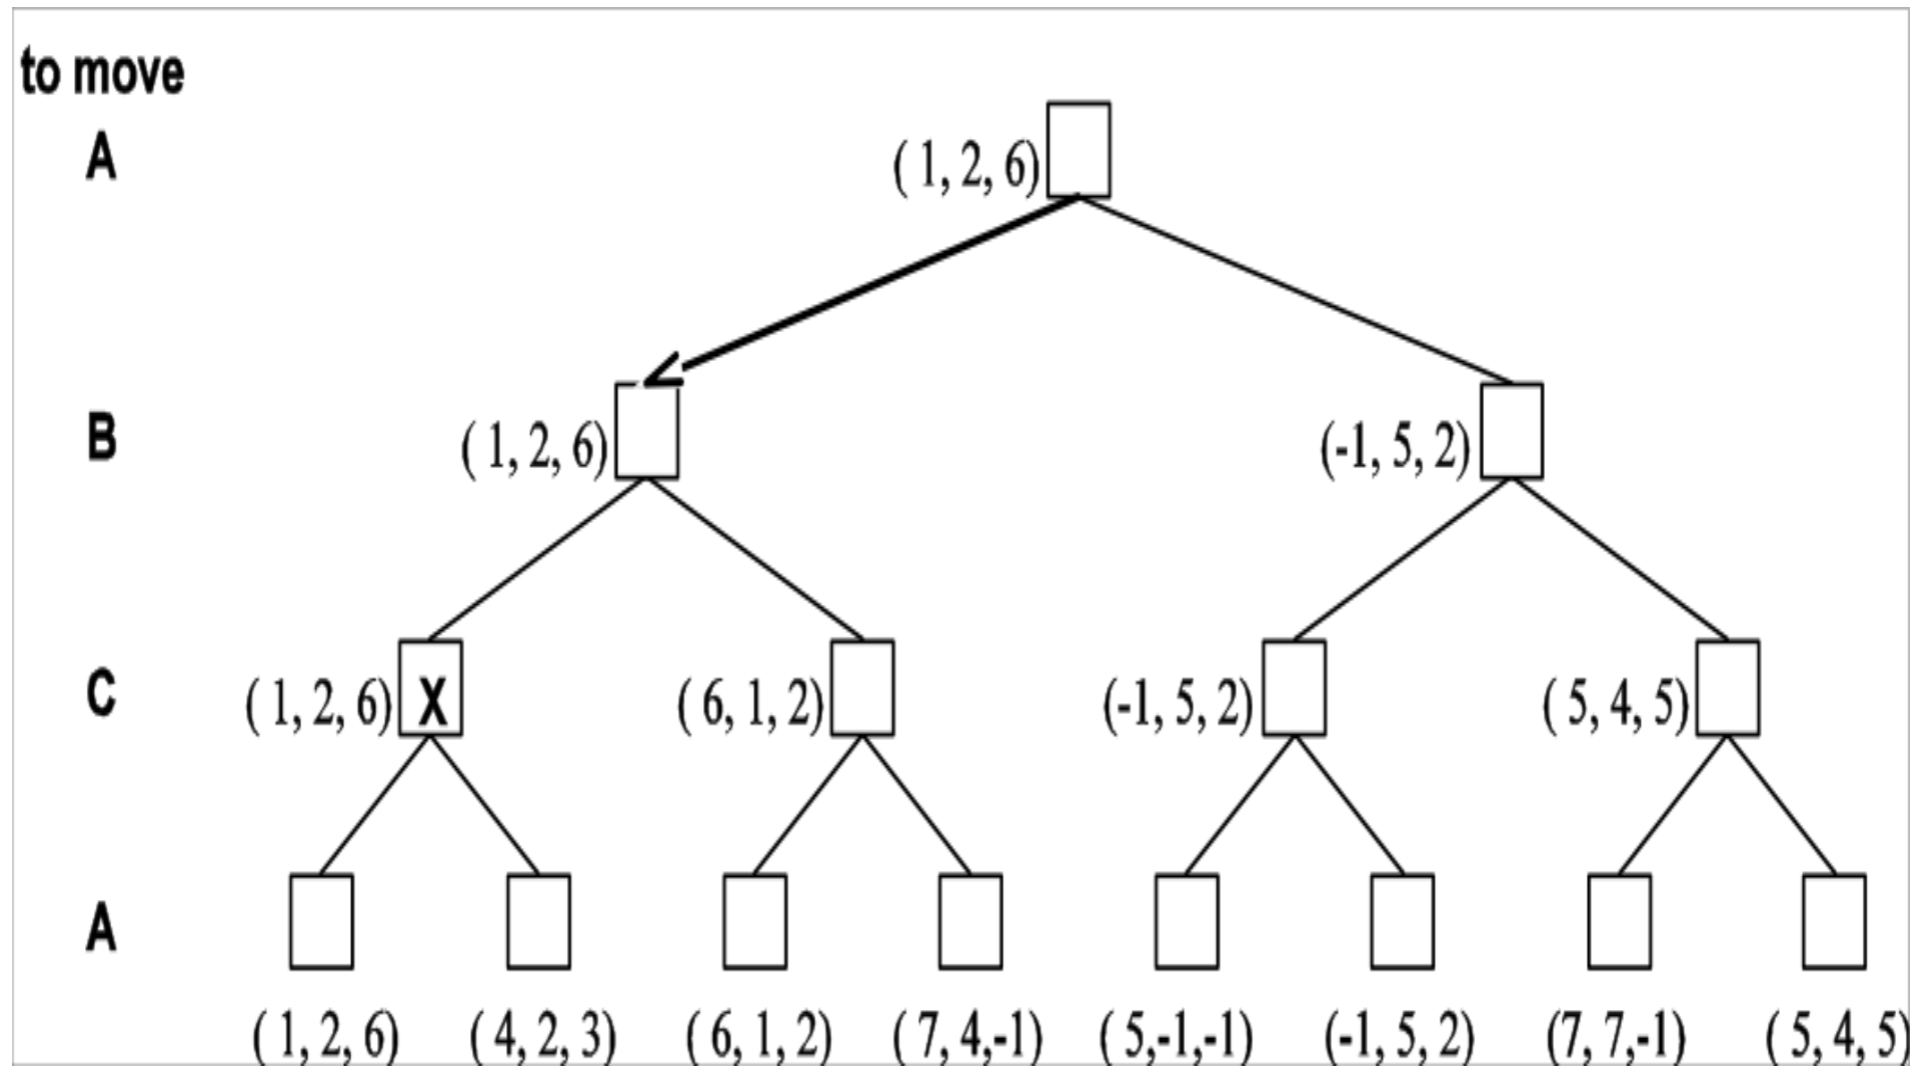 to move
A
( 1, 2, 6)
B
( 1, 2, 6)
(-1, 5, 2)
C
( 1, 2, 6)
X
( 6, 1, 2)
(-1, 5, 2)
( 5, 4, 5)
A
( 1, 2, 6)
( 4, 2, 3)
( 6, 1, 2)
( 7, 4,-1)
( 5,-1,-1)
(-1, 5, 2)
(7, 7,-1)
( 5, 4, 5)